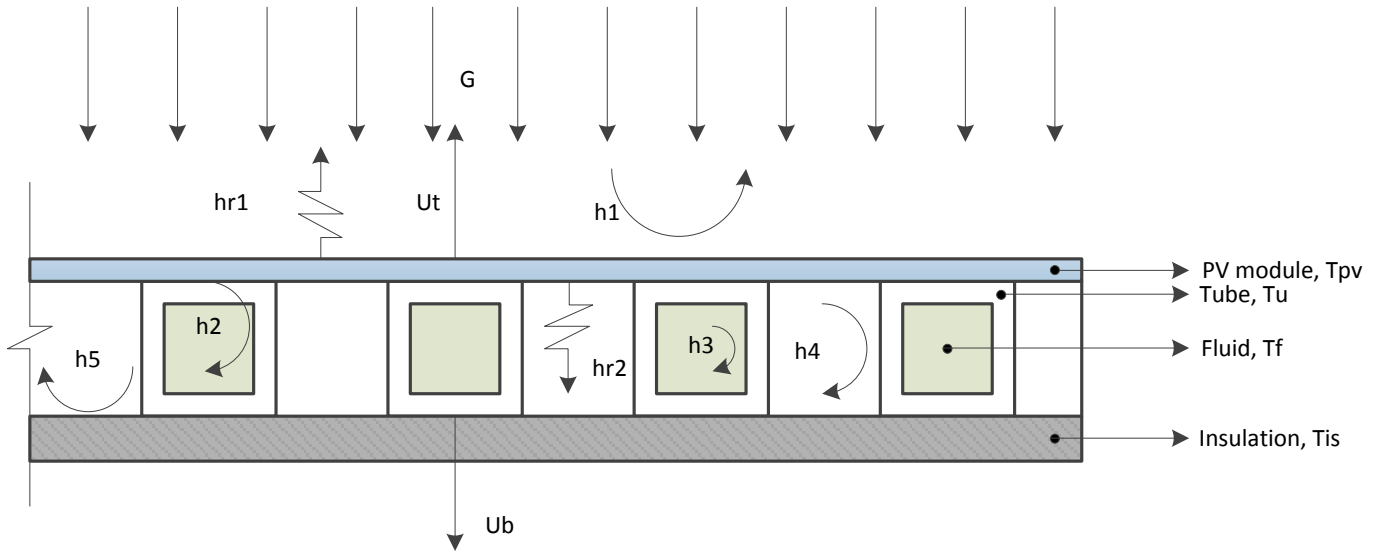 G
hr1
Ut
h1
PV module, Tpv
Tube, Tu
h2
h3
h4
Fluid, Tf
h5
hr2
Insulation, Tis
Ub